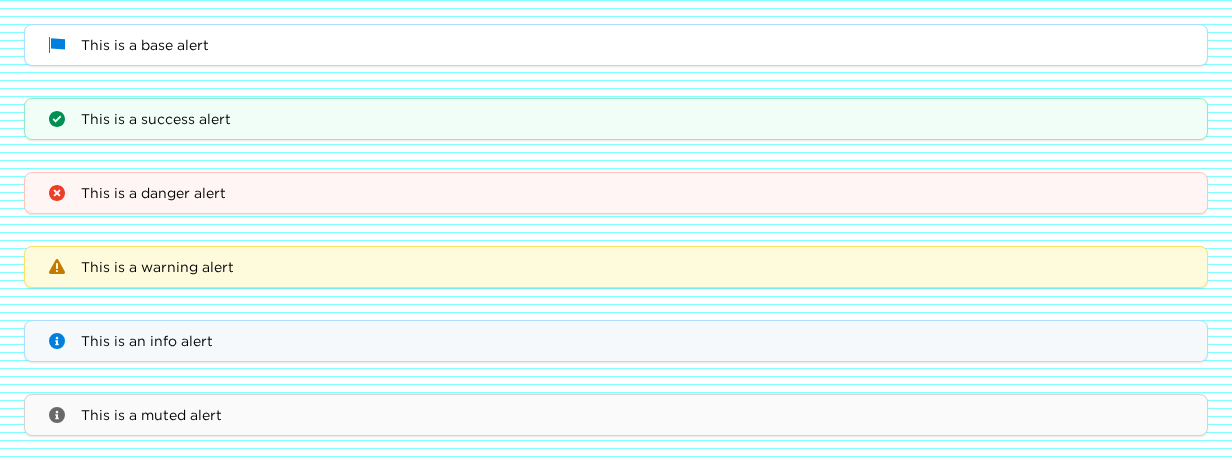 This is a base alert
This is a success alert
This is a danger alert
This is a warning alert
This is an info alert
This is a muted alert